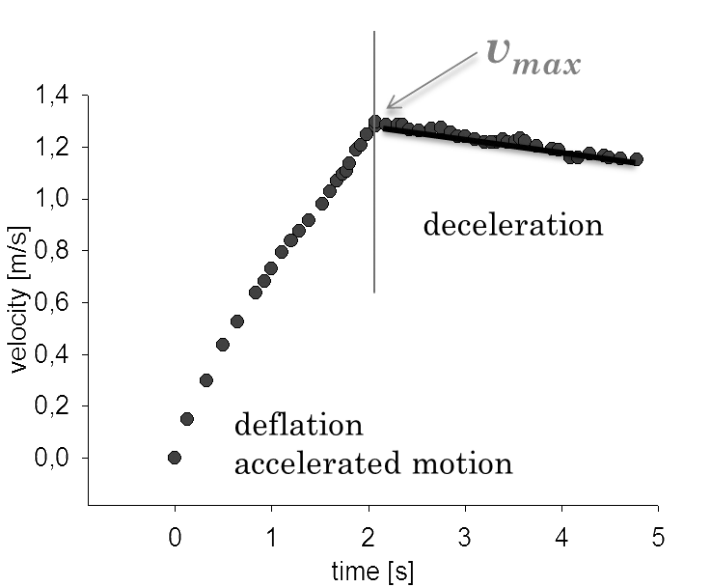 v max
1,4
1,2
1,0
0,8
0,6
0,4
0,2
0,0
velocity [m/s]
deceleration
deflation
accelerated motion
0 1 2 3 4 5
time [s]